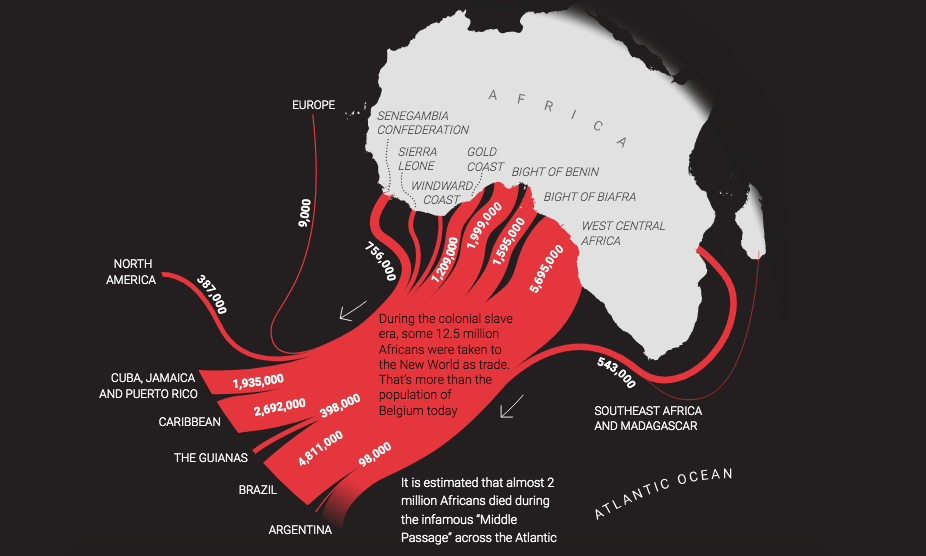 AFRICA
EUROPE
SENEGAMBIA
CONFEDERATION
SIERRA
LEONE
GOLD
COAST
WINDWARD
COAST
BIGHT OF BENIN
BIGHT OF BIAFRA
WEST CENTRAL
AFRICA
9,000
756,000
1,209,000
1,999,000
1,595,000
5,695,000
NORTH
AMERICA
387,000
During the colonial slave
era, some 12.5 million
Africans were taken to
the New World as trade.
That's more than the
population of
Belgium today
543,000
CUBA, JAMAICA
AND PUERTO RICO
1,935,000
CARIBBEAN
2,692,000
398,000
THE GUIANAS
4,811,000
98,000
BRAZIL
ARGENTINA
SOUTHEAST AFRICA
AND MADAGASCAR
It is estimated that almost 2
million Africans died during
the infamous "Middle
Passage" across the Atlantic
ATLANTIC OCEAN